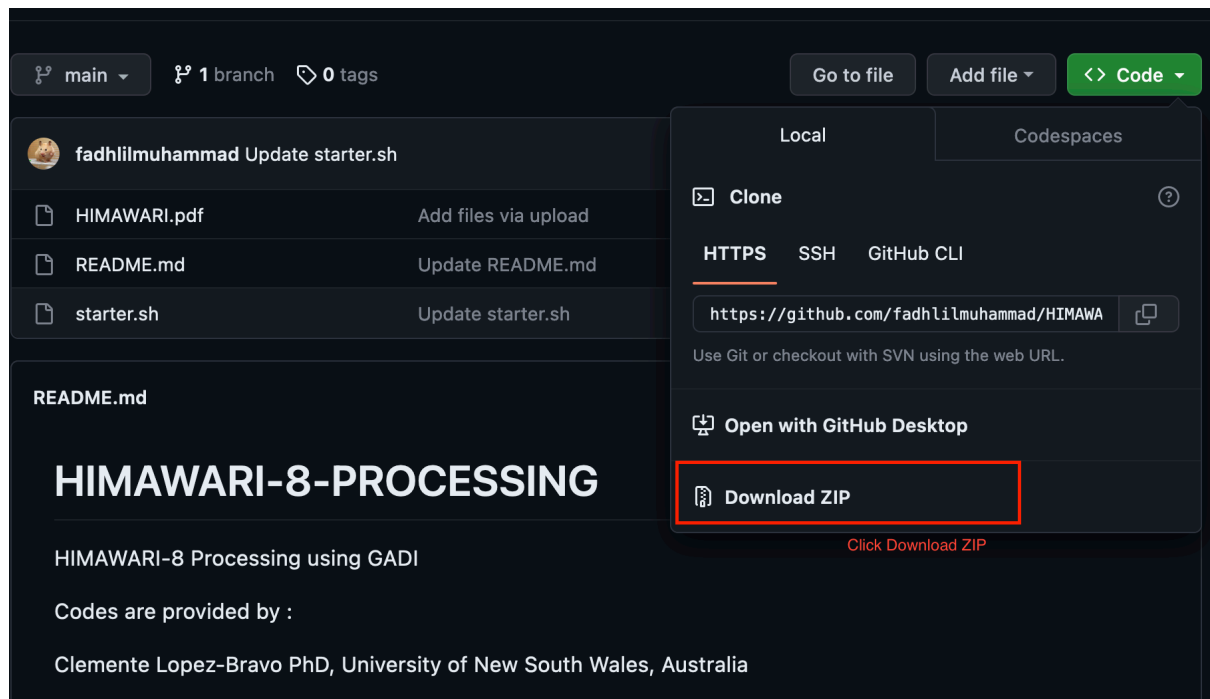 main 1 branch 0 tags Go to file Add file Code
Local Codespaces
fadhlilmuhammad Update starter.sh
Clone
HIMAWARI.pdf Add files via upload
HTTPS SSH GitHub CLI
README.md Update README.md
starter.sh Update starter.sh
https://github.com/fadhlilmuhammad/HIMAWA
Use Git or checkout with SVN using the web URL.
README.md
Open with GitHub Desktop
HIMAWARI-8-PROCESSING
Download ZIP
Click Download ZIP
HIMAWARI-8 Processing using GADI
Codes are provided by :
Clemente Lopez-Bravo PhD, University of New South Wales, Australia